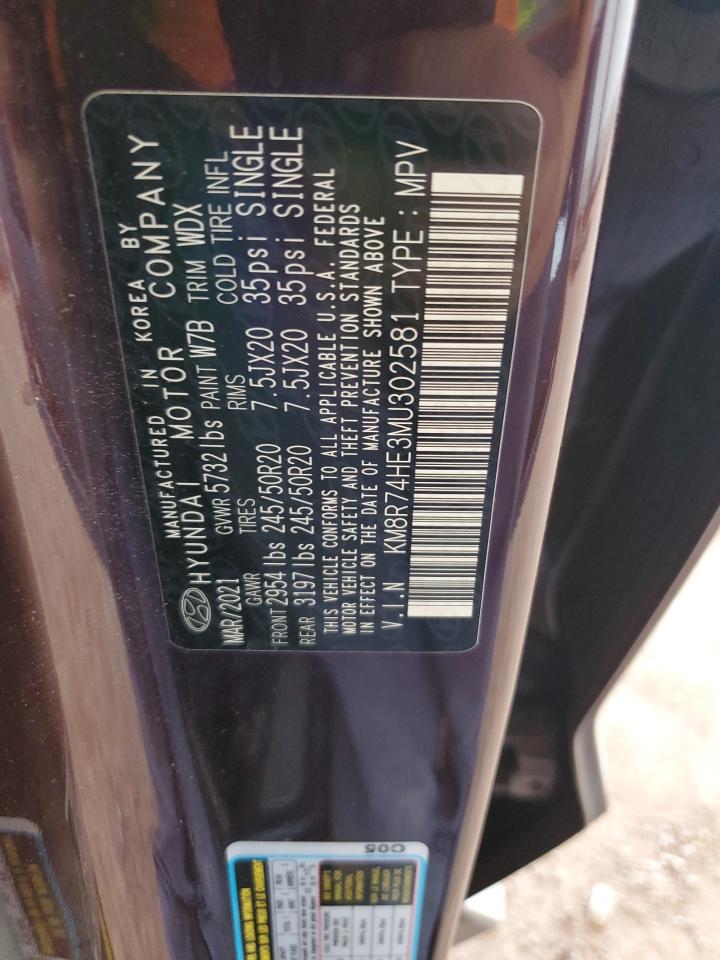 MANUFACTURED IN KOREA BY
HYUNDAI MOTOR COMPANY
MAR/2021 GVWR 5732 lbs PAINT W7B TRIM WDX
GAWR TIRES RIMS COLD TIRE INFL
FRONT 2954 lbs 245/50R20 7.5JX20 35psi SINGLE
REAR 3197 lbs 245/50R20 7.5JX20 35psi SINGLE
THIS VEHICLE CONFORMS TO ALL APPLICABLE U.S.A. FEDERAL
MOTOR VEHICLE SAFETY AND THEFT PREVENTION STANDARDS
IN EFFECT ON THE DATE OF MANUFACTURE SHOWN ABOVE
V.I.N KM8R74HE3MU302581 TYPE : MPV
C05